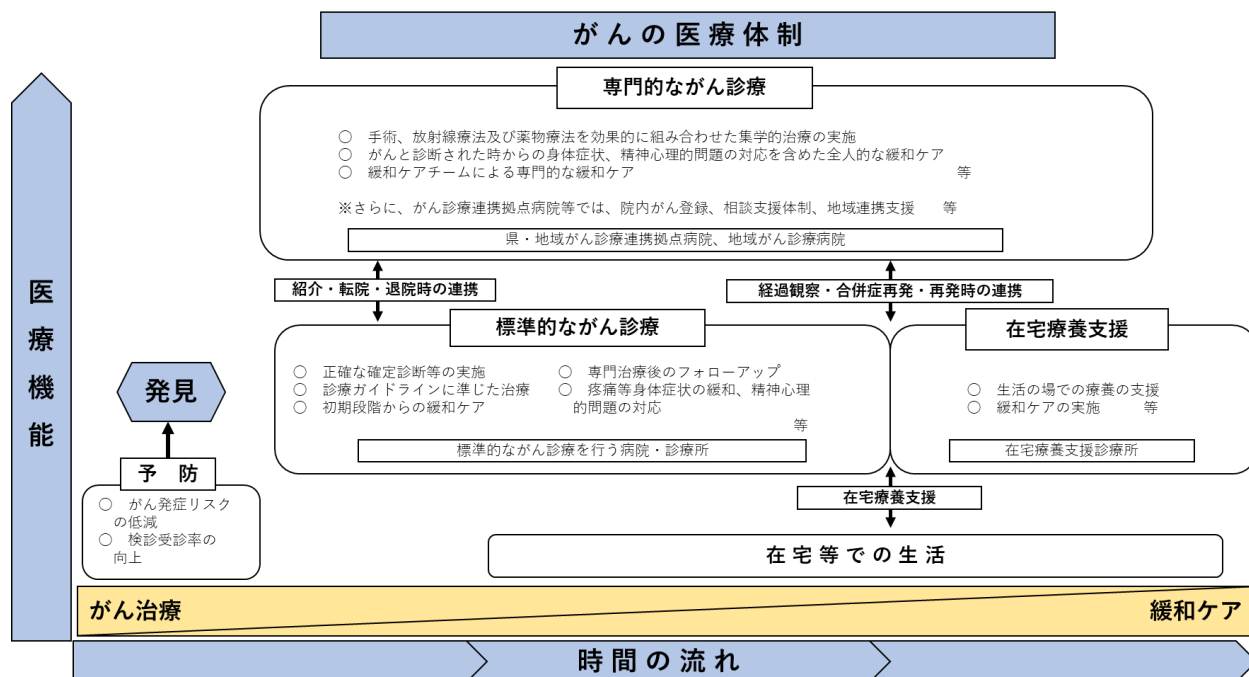 がんの医療体制
医療機能
専門的ながん診療
○ 手術、放射線療法及び薬物療法を効果的に組み合わせた集学的治療の実施
○ がんと診断された時からの身体症状、精神心理的問題の対応を含めた全人的な緩和ケア
○ 緩和ケアチームによる専門的な緩和ケア 等
※さらに、がん診療連携拠点病院等では、院内がん登録、相談支援体制、地域連携支援 等
県・地域がん診療連携拠点病院、地域がん診療病院
紹介・転院・退院時の連携
経過観察・合併症再発・再発時の連携
標準的ながん診療
○ 正確な確定診断等の実施
○ 診療ガイドラインに準じた治療
○ 初期段階からの緩和ケア
○ 専門治療後のフォローアップ
○ 疼痛等身体症状の緩和、精神心理
的問題の対応
等
標準的ながん診療を行う病院・診療所
在宅療養支援
○ 生活の場での療養の支援
○ 緩和ケアの実施 等
在宅療養支援診療所
発見
予 防
○ がん発症リスク
の低減
○ 検診受診率の
向上
在宅療養支援
在宅等での生活
がん治療
緩和ケア
時間の流れ